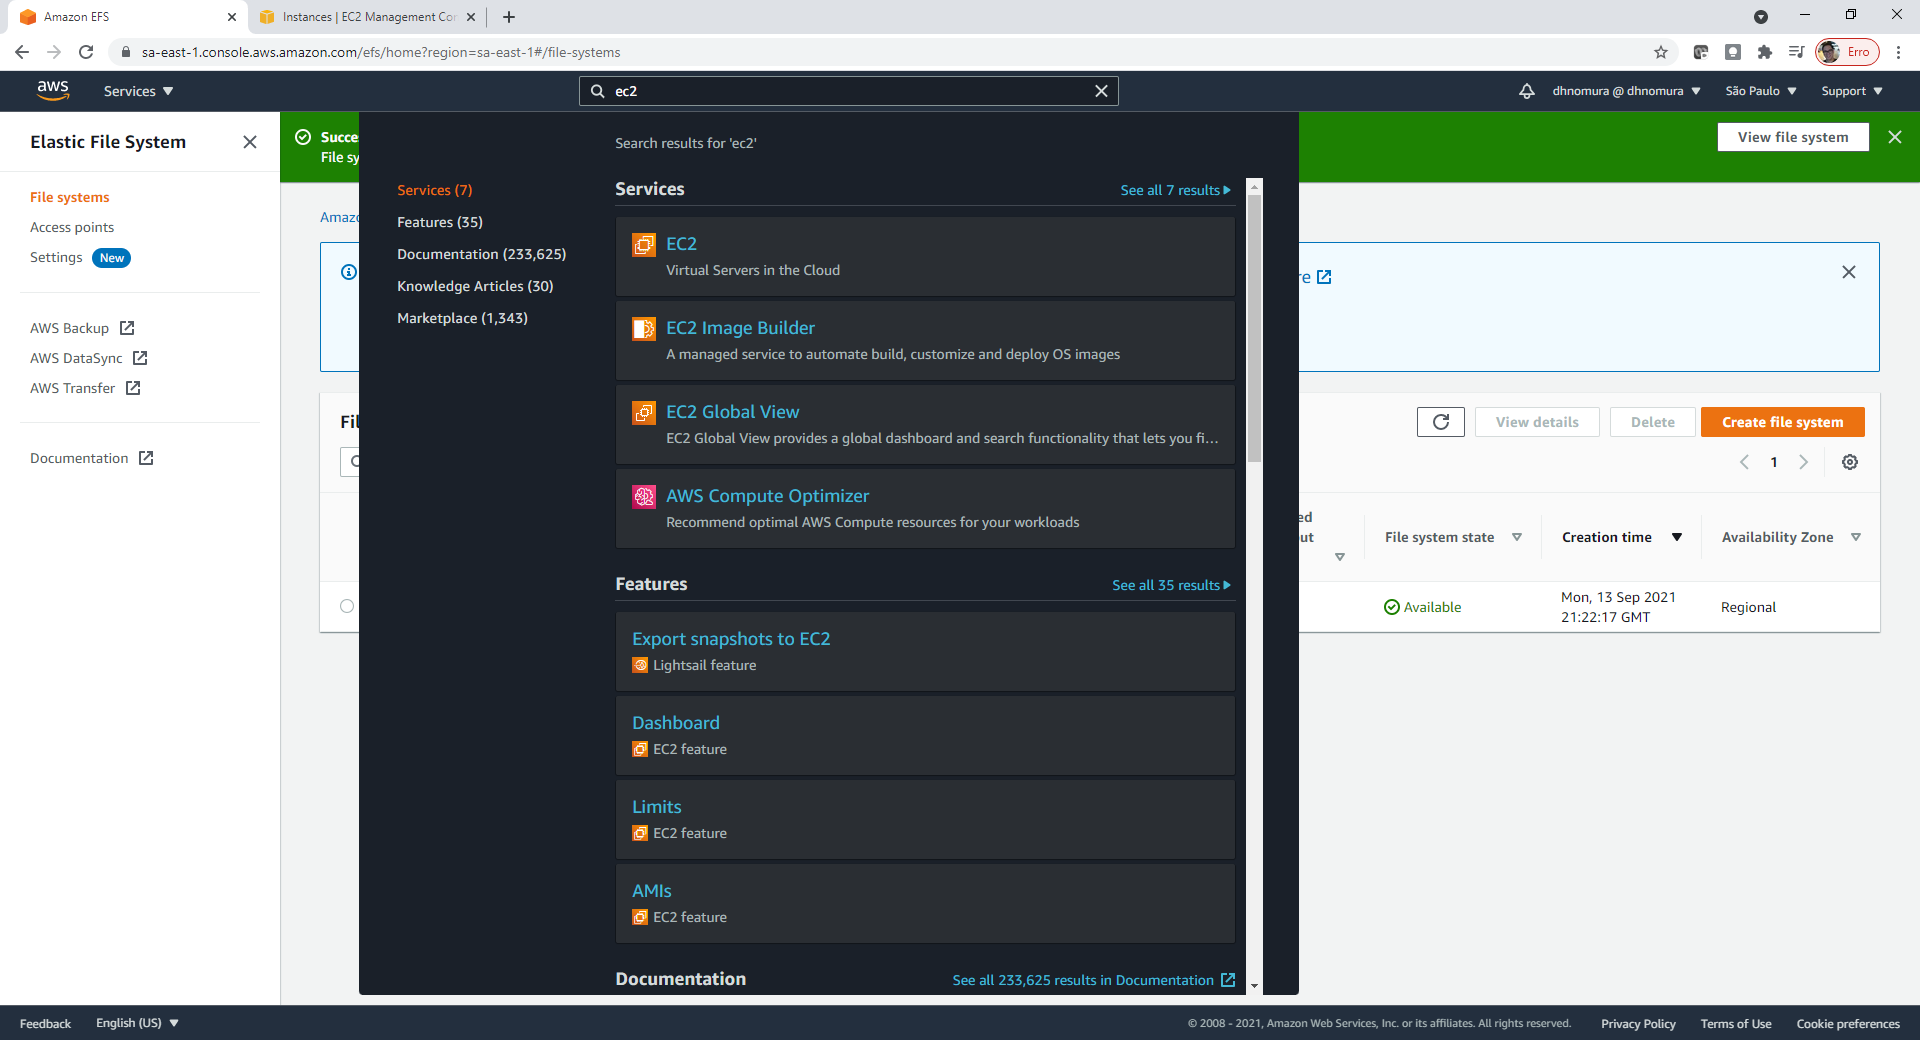 Amazon EFS
Instances | EC2 Management Con
sa-east-1.console.aws.amazon.com/efs/home?region=sa-east-1#/file-systems
Erro
aws
Services
ec2
dhnomura @ dhnomura
São Paulo
Support
Elastic File System
File systems
Access points
Settings New
AWS Backup
AWS DataSync
AWS Transfer
Documentation
Succe
File sy
View file system
Amazo
re
Search results for 'ec2'
Services (7)
Features (35)
Documentation (233,625)
Knowledge Articles (30)
Marketplace (1,343)
Services
See all 7 results
EC2
Virtual Servers in the Cloud
EC2 Image Builder
A managed service to automate build, customize and deploy OS images
EC2 Global View
EC2 Global View provides a global dashboard and search functionality that lets you fi...
AWS Compute Optimizer
Recommend optimal AWS Compute resources for your workloads
Features
See all 35 results
Export snapshots to EC2
Lightsail feature
Dashboard
EC2 feature
Limits
EC2 feature
AMIs
EC2 feature
Documentation
See all 233,625 results in Documentation
Fil
View details
Delete
Create file system
1
ed
ut
File system state
Creation time
Availability Zone
Available
Mon, 13 Sep 2021
21:22:17 GMT
Regional
Feedback
English (US)
© 2008 - 2021, Amazon Web Services, Inc. or its affiliates. All rights reserved.
Privacy Policy
Terms of Use
Cookie preferences